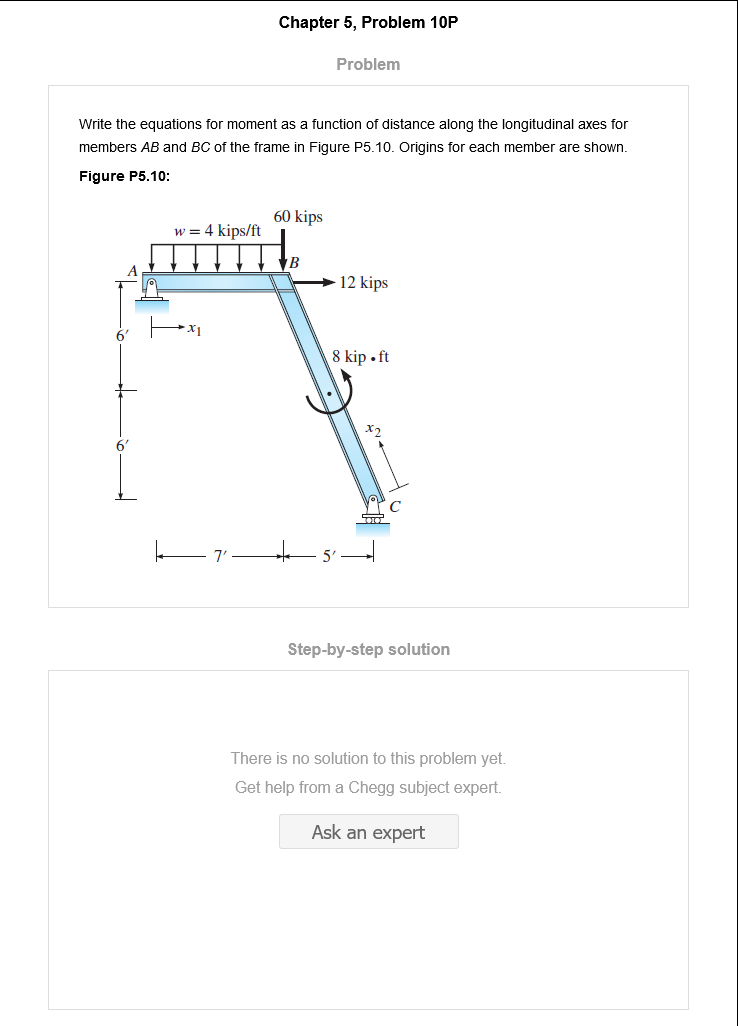 Chapter 5, Problem 10P
Problem
Write the equations for moment as a function of distance along the longitudinal axes for
members AB and BC of the frame in Figure P5.10. Origins for each member are shown.
Figure P5.10:
60 kips
w = 4 kips/ft
B
A
12 kips
x1
6′
8 kip • ft
x2
6′
C
7′
5′
Step-by-step solution
There is no solution to this problem yet.
Get help from a Chegg subject expert.
Ask an expert